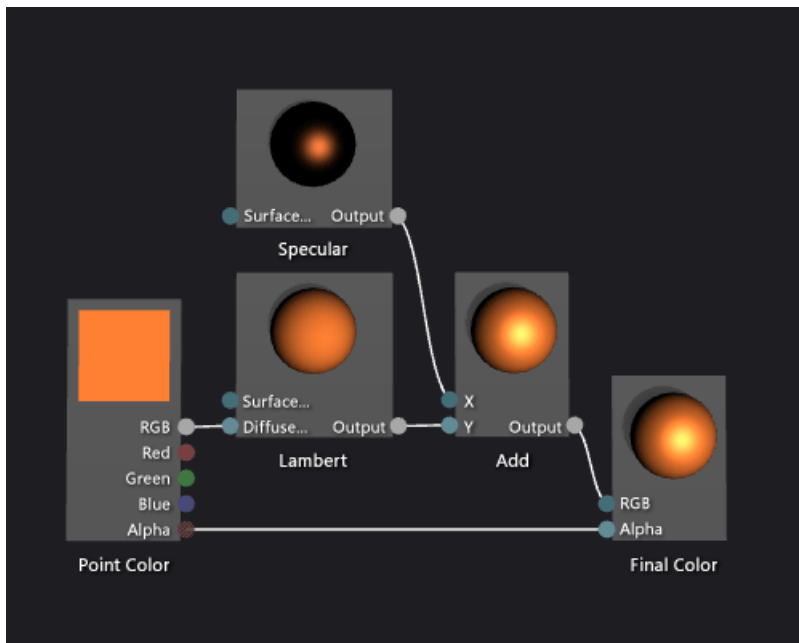 Surface... Output
Specular
Surface...
Diffuse... Output
Lambert
X
Y Output
Add
RGB
Red
Green
Blue
Alpha
Point Color
RGB
Alpha
Final Color